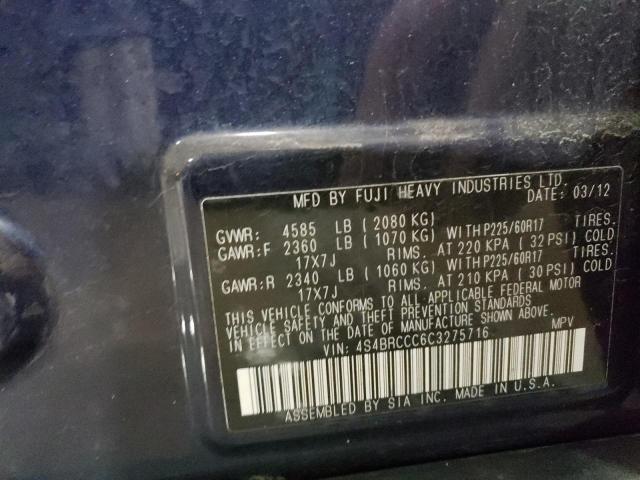 MFD BY FUJI HEAVY INDUSTRIES LTD.
DATE: 03/12
GVWR: 4585 LB ( 2080 KG)
GAWR:F 2360 LB ( 1070 KG) WITH P225/60R17 TIRES.
17X7J RIMS. AT 220 KPA ( 32 PSI) COLD
GAWR:R 2340 LB ( 1060 KG) WITH P225/60R17 TIRES.
17X7J RIMS. AT 210 KPA ( 30 PSI) COLD
THIS VEHICLE CONFORMS TO ALL APPLICABLE FEDERAL MOTOR
VEHICLE SAFETY AND THEFT PREVENTION STANDARDS
IN EFFECT ON THE DATE OF MANUFACTURE SHOWN ABOVE.
VIN: 4S4BRCCC6C3275716 MPV
ASSEMBLED BY SIA INC. MADE IN U.S.A.